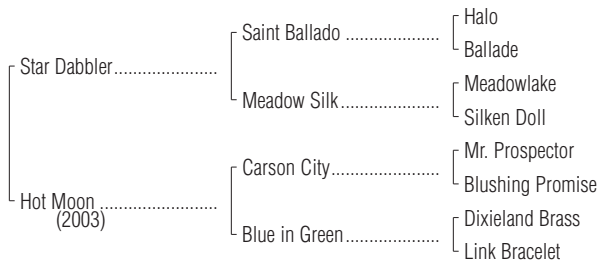 Halo
Saint Ballado ...................
Ballade
Star Dabbler.....................
Meadowlake
Meadow Silk....................
Silken Doll
Mr. Prospector
Carson City......................
Blushing Promise
Hot Moon ........................
(2003)
Dixieland Brass
Blue in Green...................
Link Bracelet